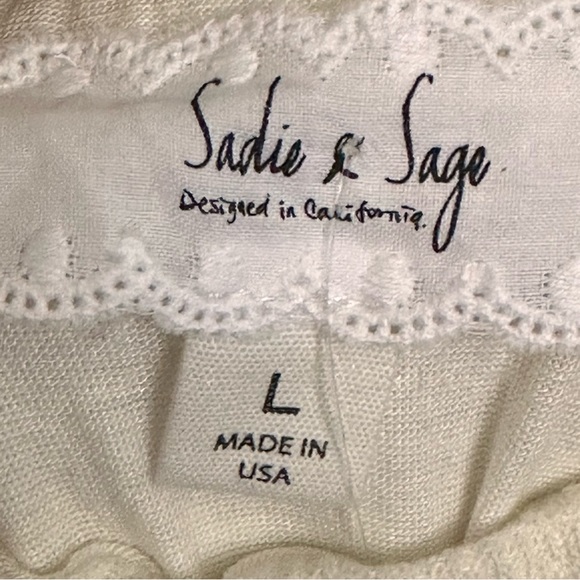 Sadie & Sage
Designed in California.
L
MADE IN
USA